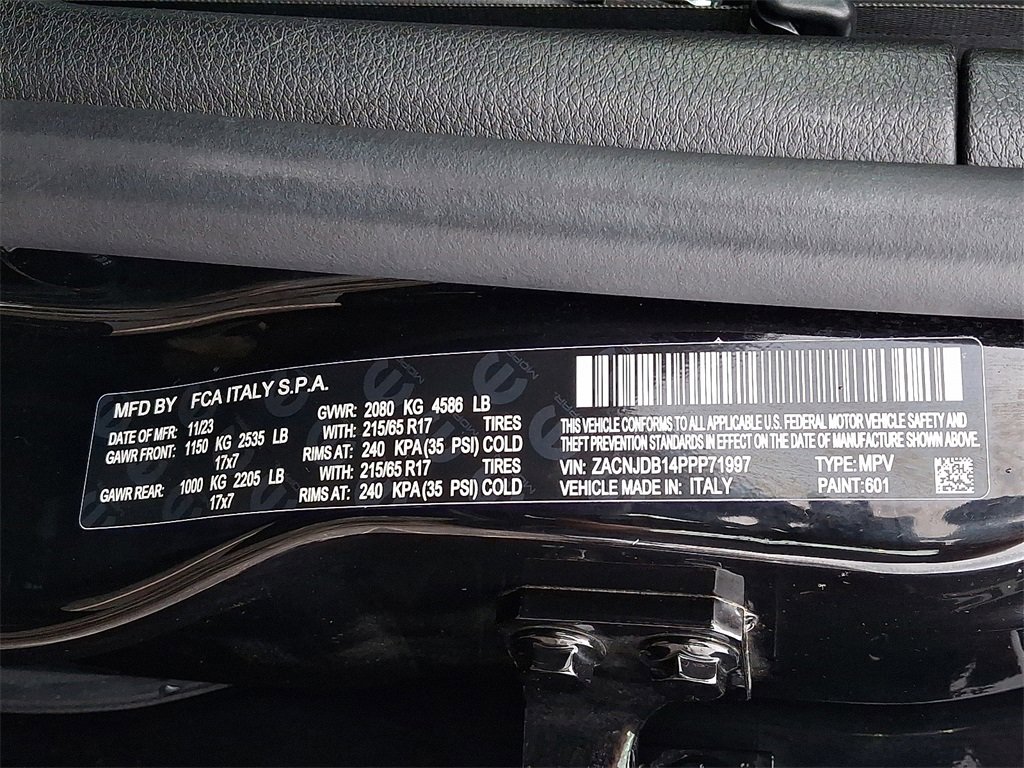 MFD BY FCA ITALY S.P.A.
DATE OF MFR: 11/23 GVWR: 2080 KG 4586 LB
GAWR FRONT: 1150 KG 2535 LB WITH: 215/65 R17 TIRES
17x7 RIMS AT: 240 KPA(35 PSI) COLD
GAWR REAR: 1000 KG 2205 LB WITH: 215/65 R17 TIRES
17x7 RIMS AT: 240 KPA(35 PSI) COLD
THIS VEHICLE CONFORMS TO ALL APPLICABLE U.S. FEDERAL MOTOR VEHICLE SAFETY AND
THEFT PREVENTION STANDARDS IN EFFECT ON THE DATE OF MANUFACTURE SHOWN ABOVE.
VIN: ZACNJDB14PPP71997 TYPE: MPV
VEHICLE MADE IN: ITALY PAINT: 601